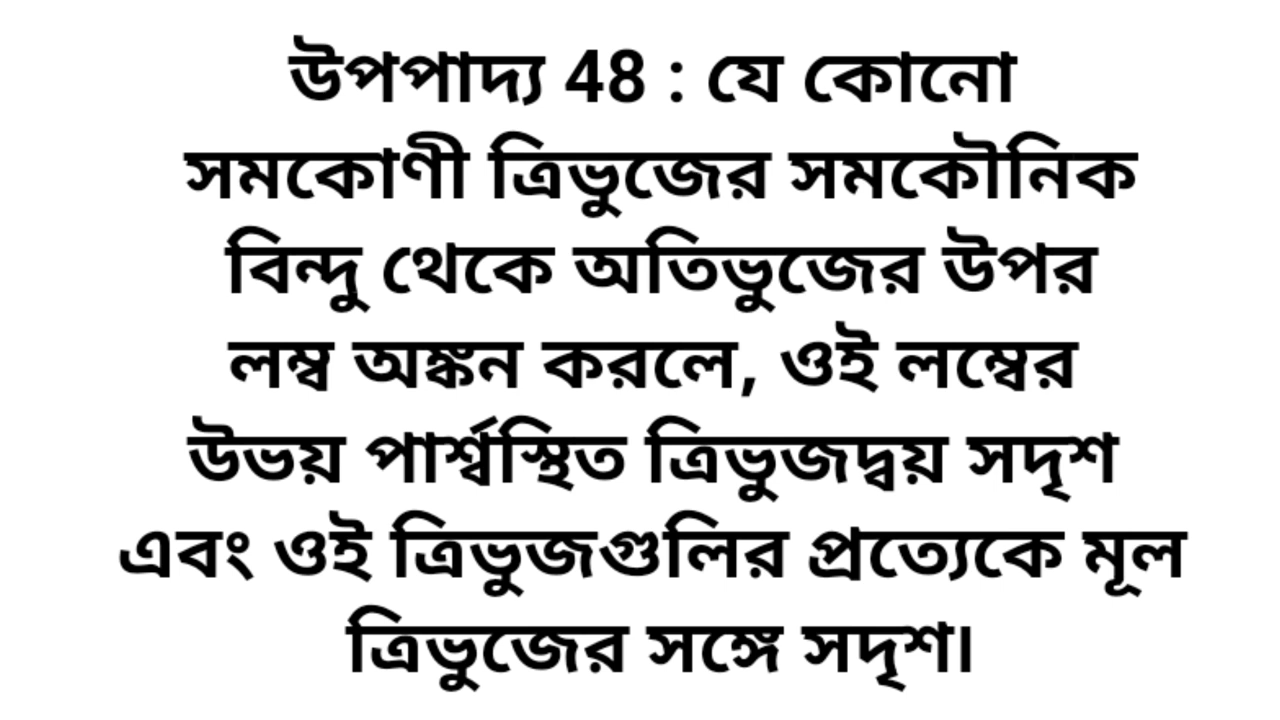 উপপাদ্য 48 : যে কোনো
সমকোণী ত্রিভুজের সমকৌনিক
বিন্দু থেকে অতিভুজের উপর
লম্ব অঙ্কন করলে, ওই লম্বের
উভয় পার্শ্বস্থিত ত্রিভুজদ্বয় সদৃশ
এবং ওই ত্রিভুজগুলির প্রত্যেকে মূল
ত্রিভুজের সঙ্গে সদৃশ।